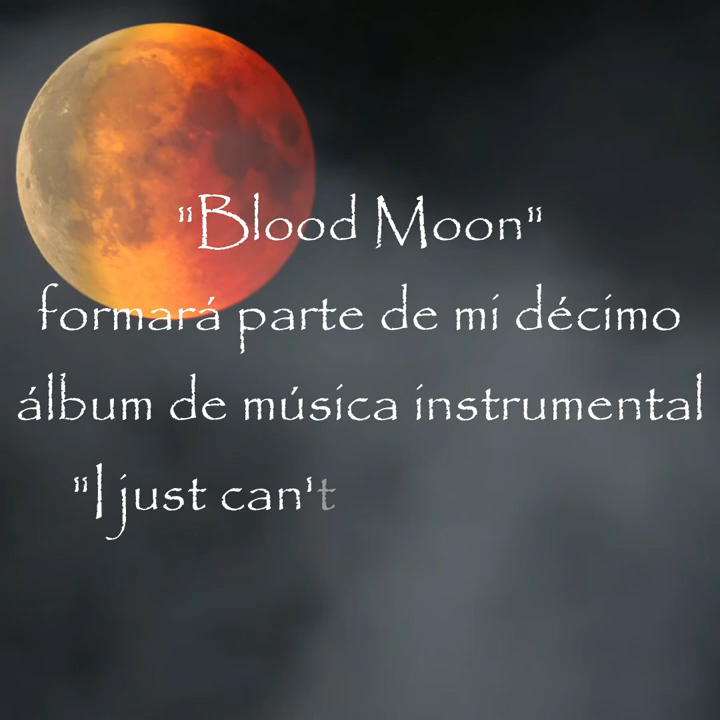 "Blood Moon"
formará parte de mi décimo
álbum de música instrumental
"I just can't